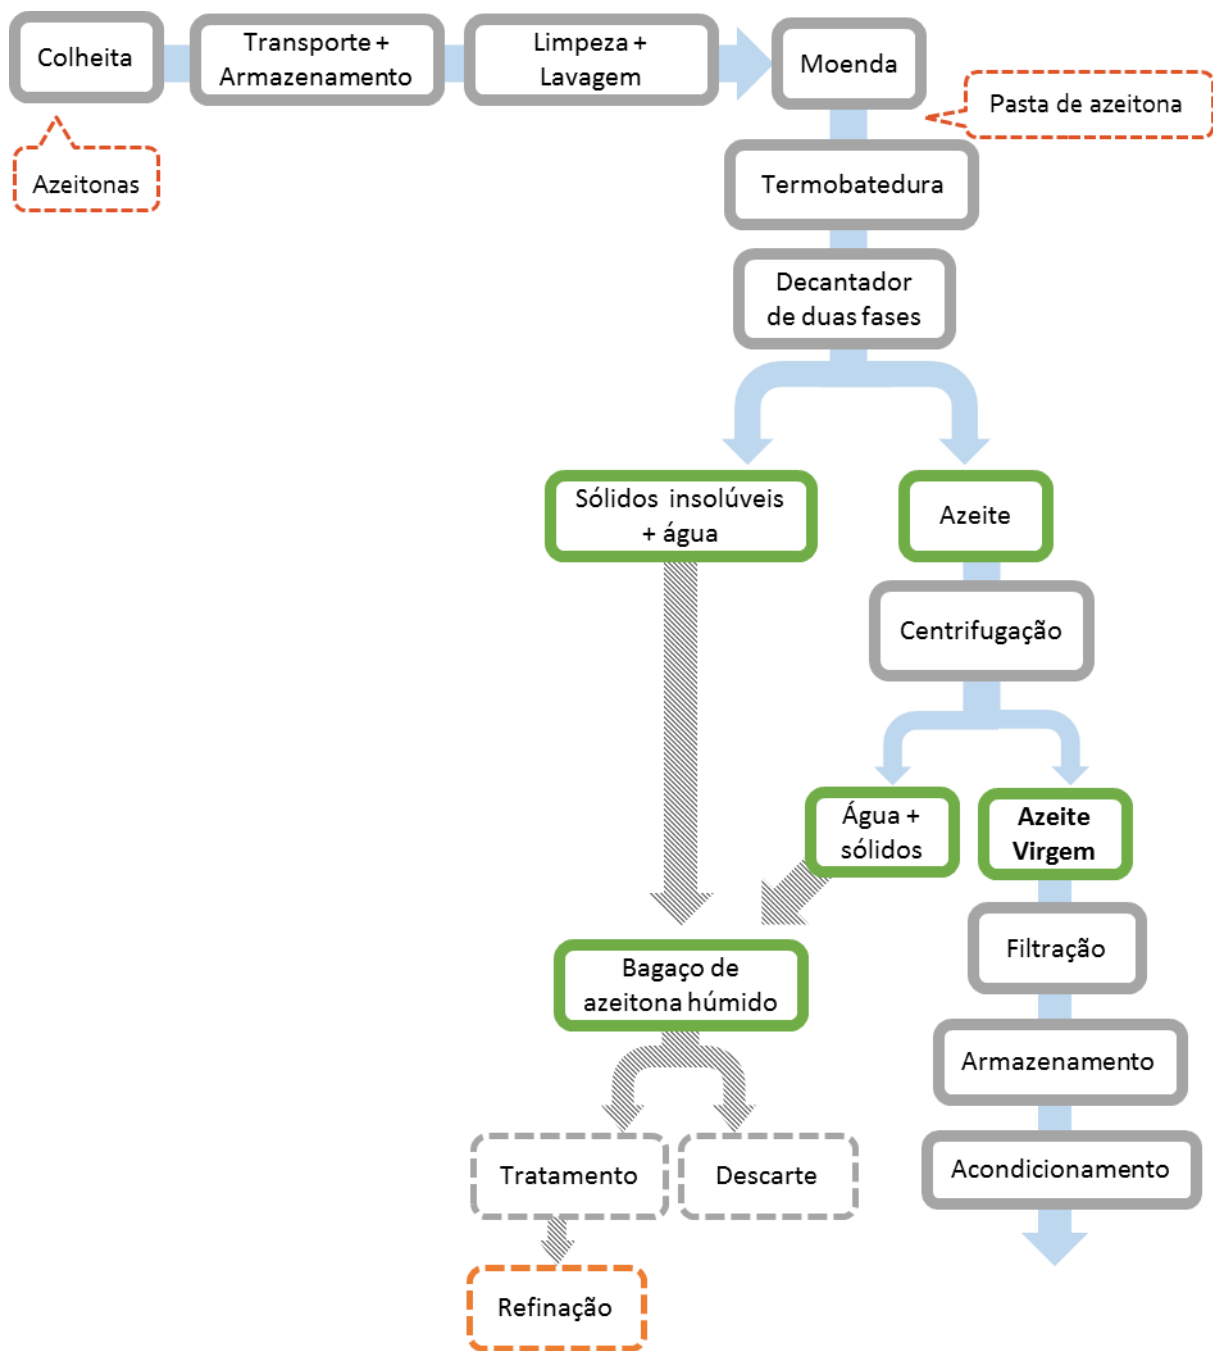 Colheita
Transporte +
Armazenamento
Limpeza +
Lavagem
Moenda
Pasta de azeitona
Azeitonas
Termobatedura
Decantador
de duas fases
Sólidos insolúveis
+ água
Azeite
Centrifugação
Água +
sólidos
Azeite
Virgem
Filtração
Bagaço de
azeitona húmido
Armazenamento
Tratamento
Descarte
Acondicionamento
Refinação